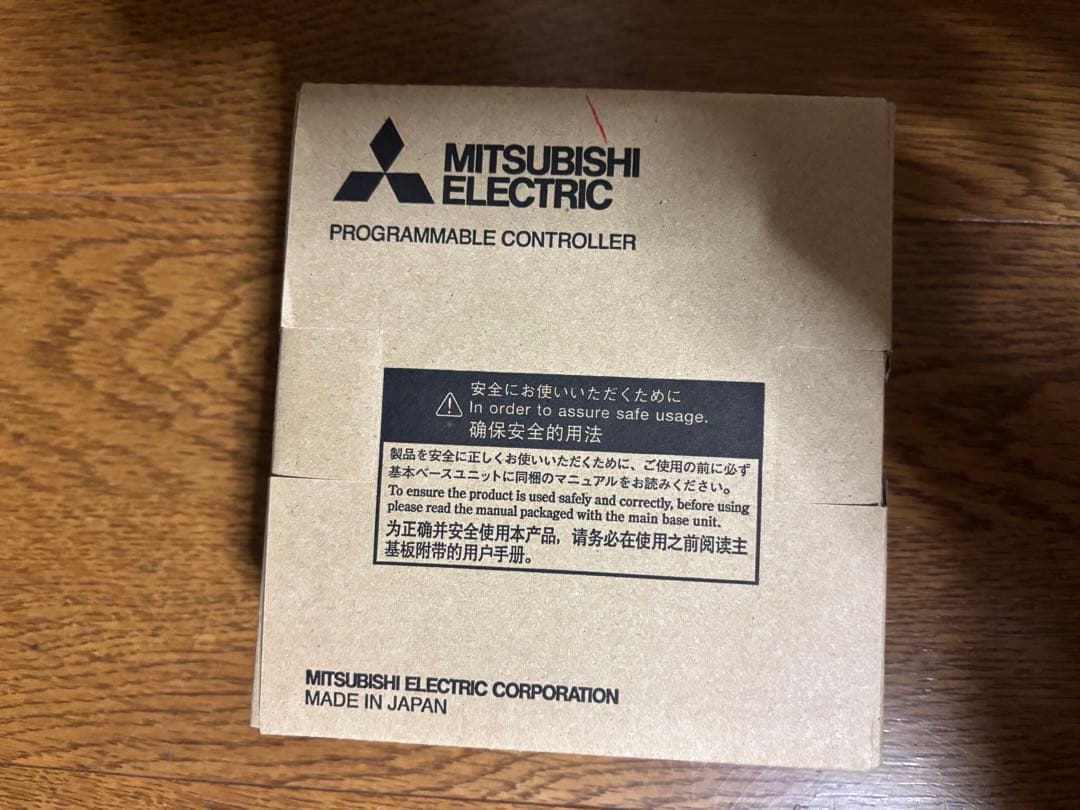 MITSUBISHI
ELECTRIC
PROGRAMMABLE CONTROLLER
安全にお使いいただくために
In order to assure safe usage.
确保安全的用法
製品を安全に正しくお使いいただくために、ご使用の前に必ず
基本ベースユニットに同梱のマニュアルをお読みください。
To ensure the product is used safely and correctly, before using
please read the manual packaged with the main base unit.
为正确并安全使用本产品，请务必在使用之前阅读主
基板附带的用户手册。
MITSUBISHI ELECTRIC CORPORATION
MADE IN JAPAN